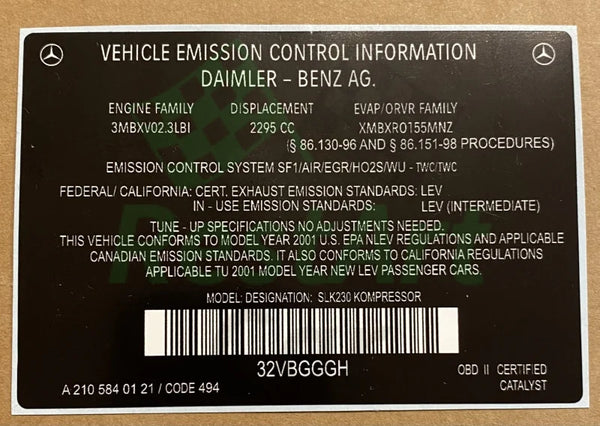 VEHICLE EMISSION CONTROL INFORMATION
DAIMLER – BENZ AG.
ENGINE FAMILY DISPLACEMENT EVAP/ORVR FAMILY
3MBXV02.3LBI 2295 CC XMBXRO155MNZ
(§ 86.130-96 AND § 86.151-98 PROCEDURES)
EMISSION CONTROL SYSTEM SF1/AIR/EGR/HO2S/WU - TWC/TWC
FEDERAL/ CALIFORNIA: CERT. EXHAUST EMISSION STANDARDS: LEV
IN - USE EMISSION STANDARDS: LEV (INTERMEDIATE)
TUNE - UP SPECIFICATIONS NO ADJUSTMENTS NEEDED.
THIS VEHICLE CONFORMS TO MODEL YEAR 2001 U.S. EPA NLEV REGULATIONS AND APPLICABLE
CANADIAN EMISSION STANDARDS. IT ALSO CONFORMS TO CALIFORNIA REGULATIONS
APPLICABLE TU 2001 MODEL YEAR NEW LEV PASSENGER CARS.
MODEL: DESIGNATION: SLK230 KOMPRESSOR
32VBGGGH
OBD II CERTIFIED
CATALYST
A 210 584 01 21 / CODE 494